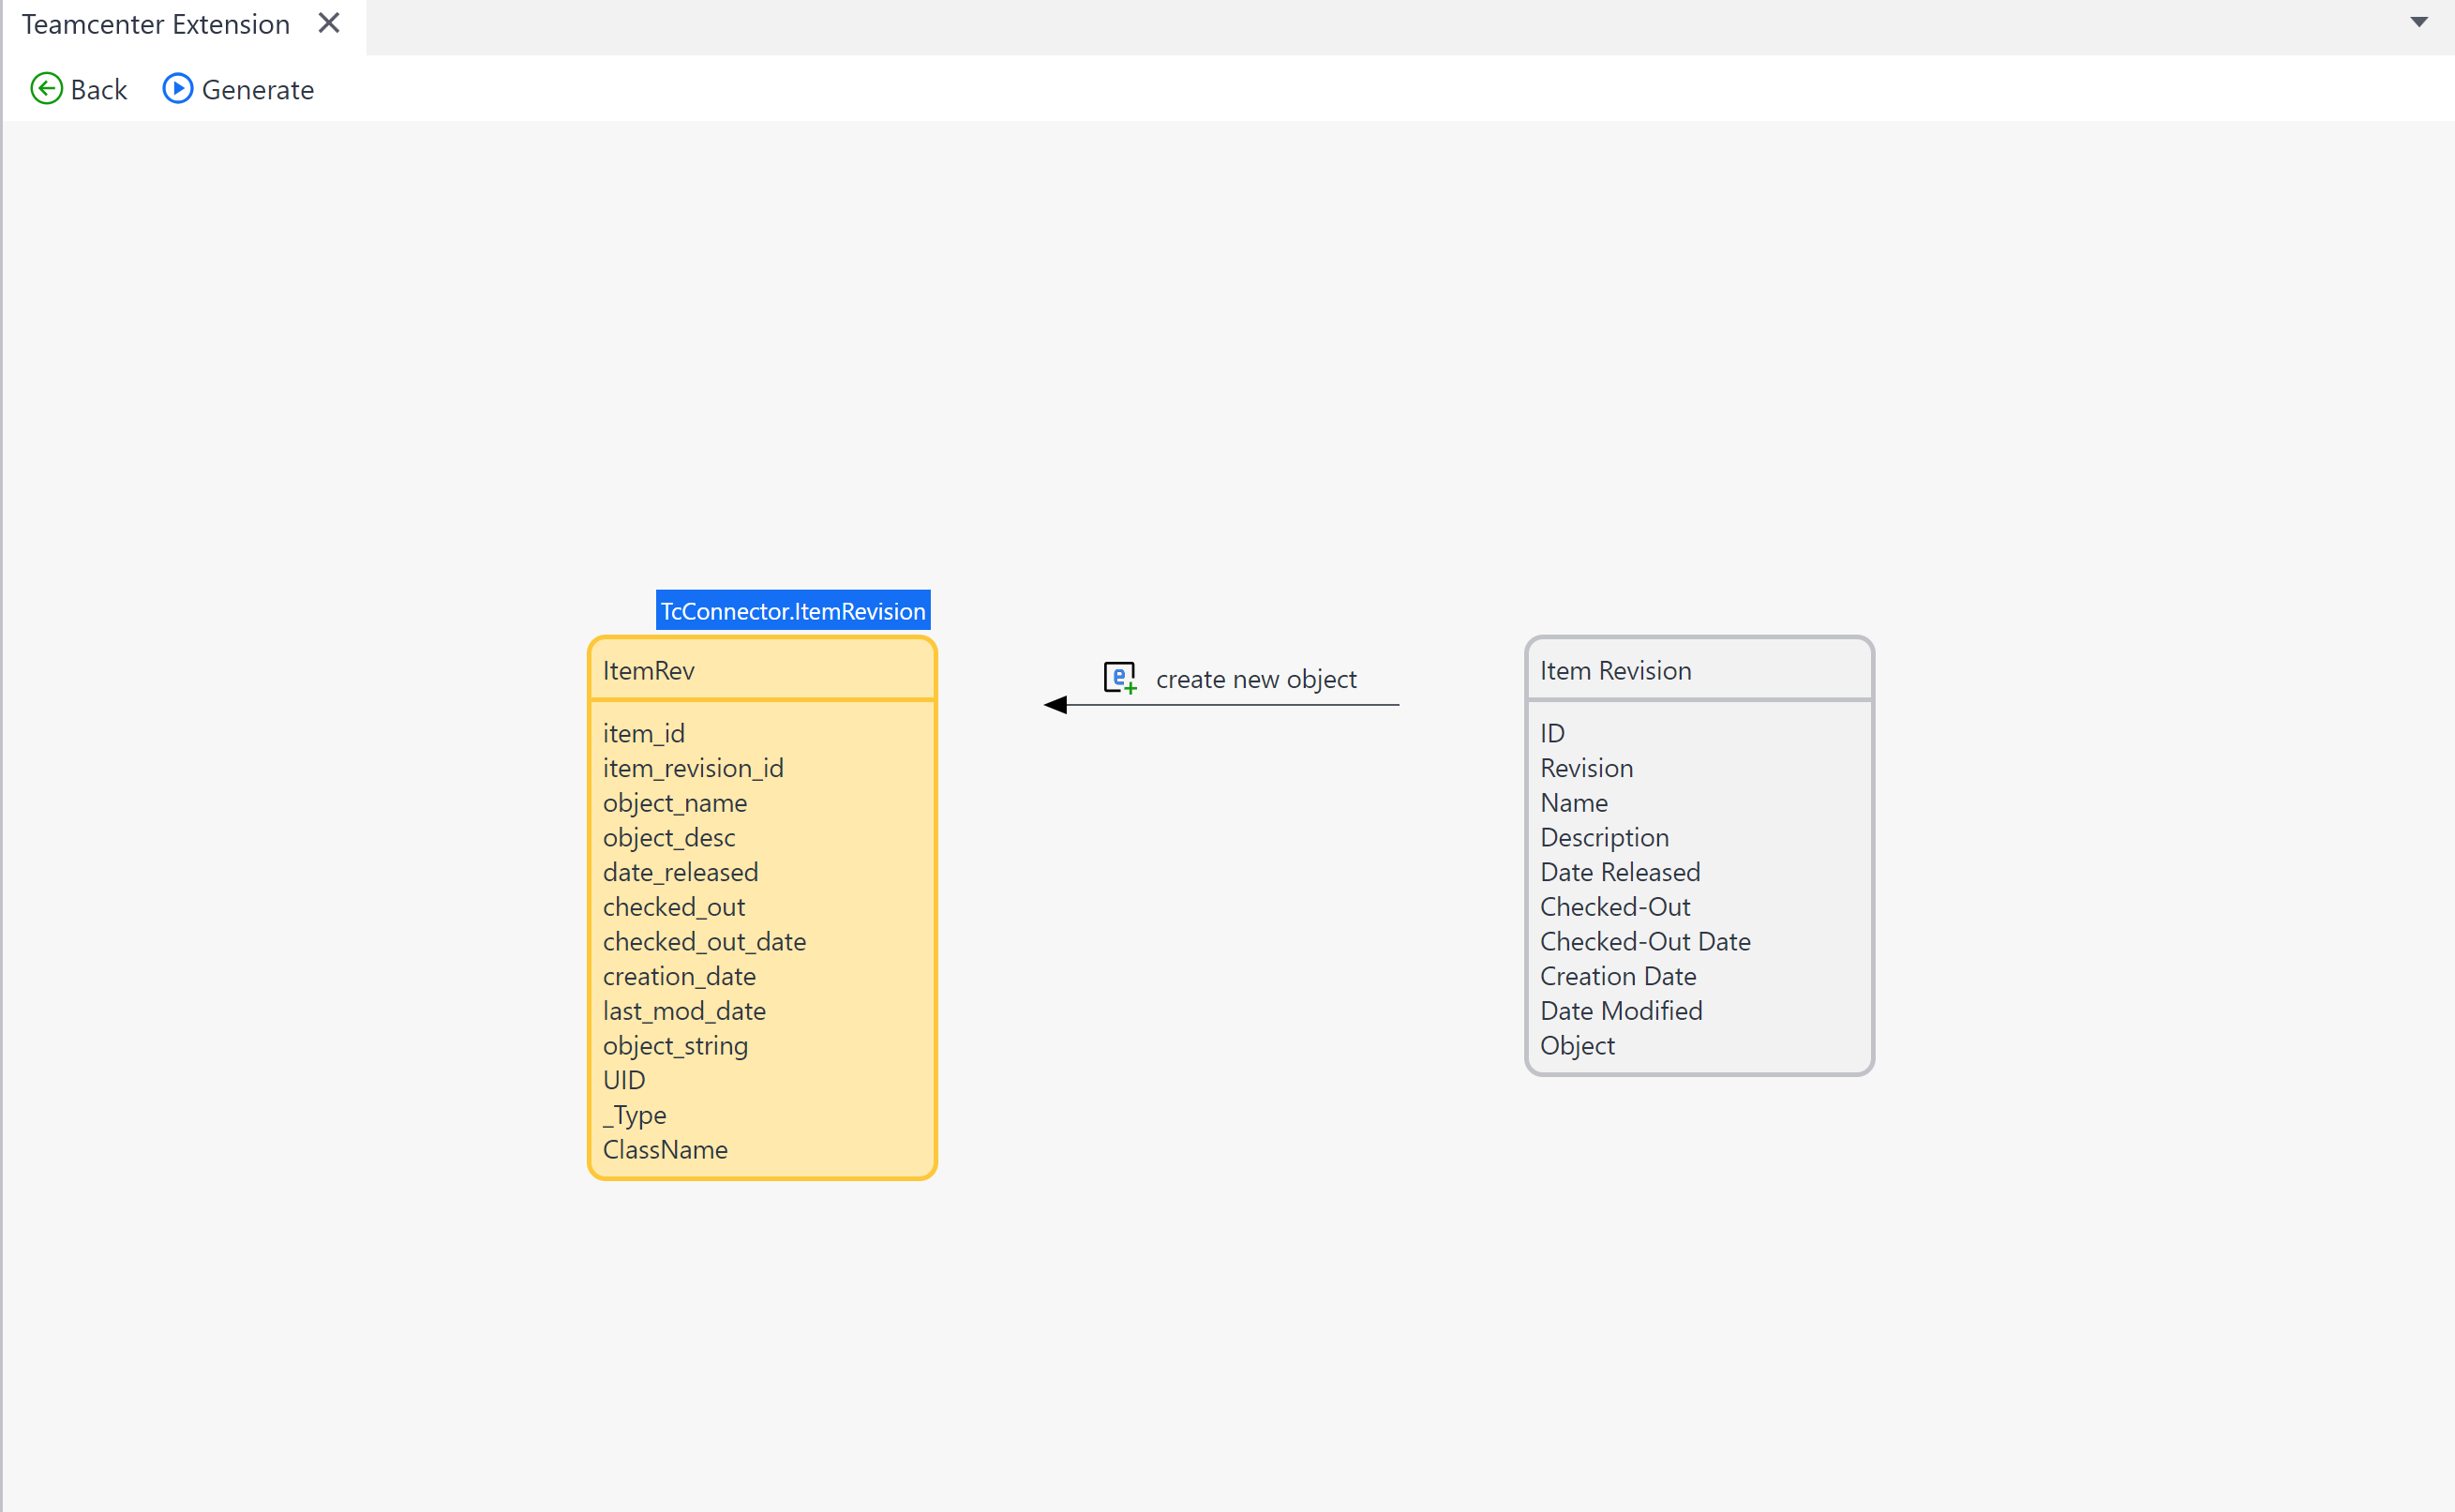 Teamcenter Extension
Back Generate
TcConnector.ItemRevision
ItemRev
item_id
item_revision_id
object_name
object_desc
date_released
checked_out
checked_out_date
creation_date
last_mod_date
object_string
UID
_Type
ClassName
create new object
Item Revision
ID
Revision
Name
Description
Date Released
Checked-Out
Checked-Out Date
Creation Date
Date Modified
Object